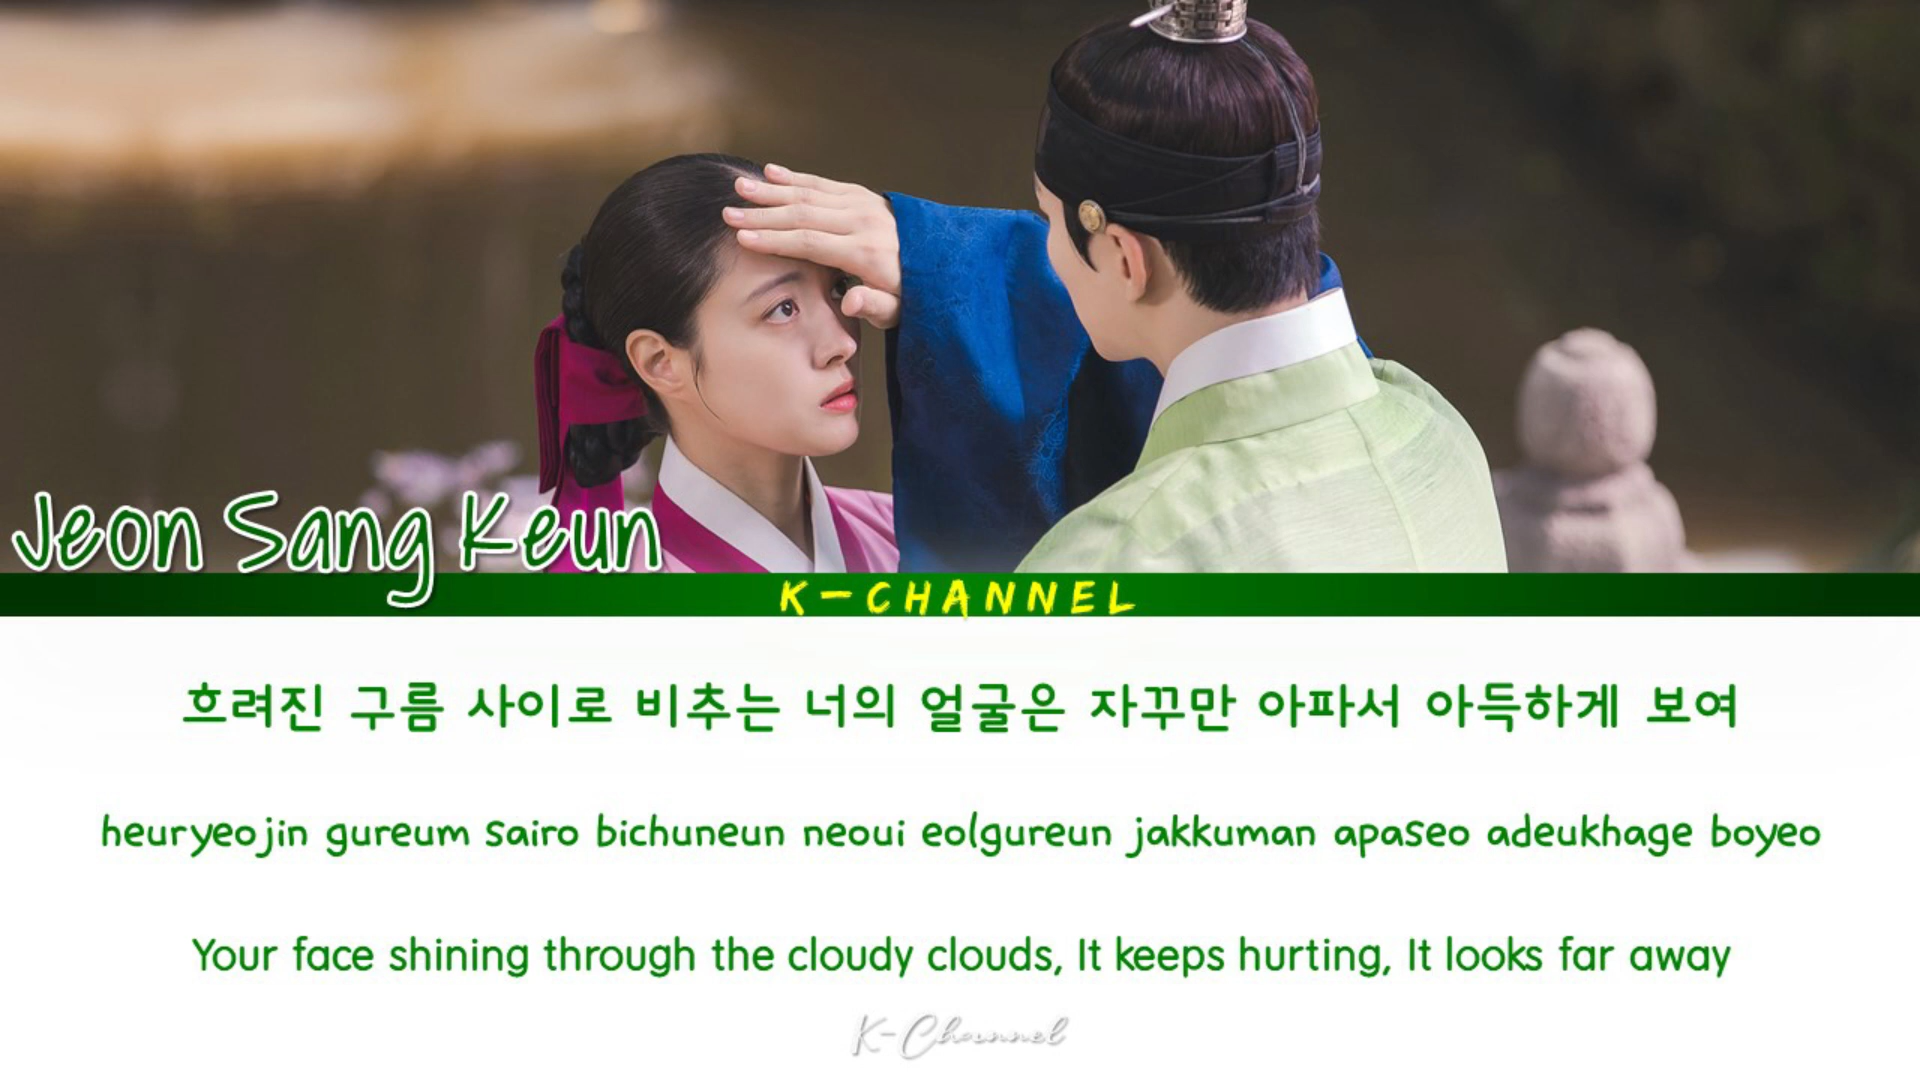 Jeon Sang Keun
K-CHANNEL
흐려진 구름 사이로 비추는 너의 얼굴은 자꾸만 아파서 아득하게 보여
heuryeojin gureum sairo bichuneun neoui eolgureun jakkuman apaseo adeukhage boyeo
Your face shining through the cloudy clouds, It keeps hurting, It looks far away
K-Channel